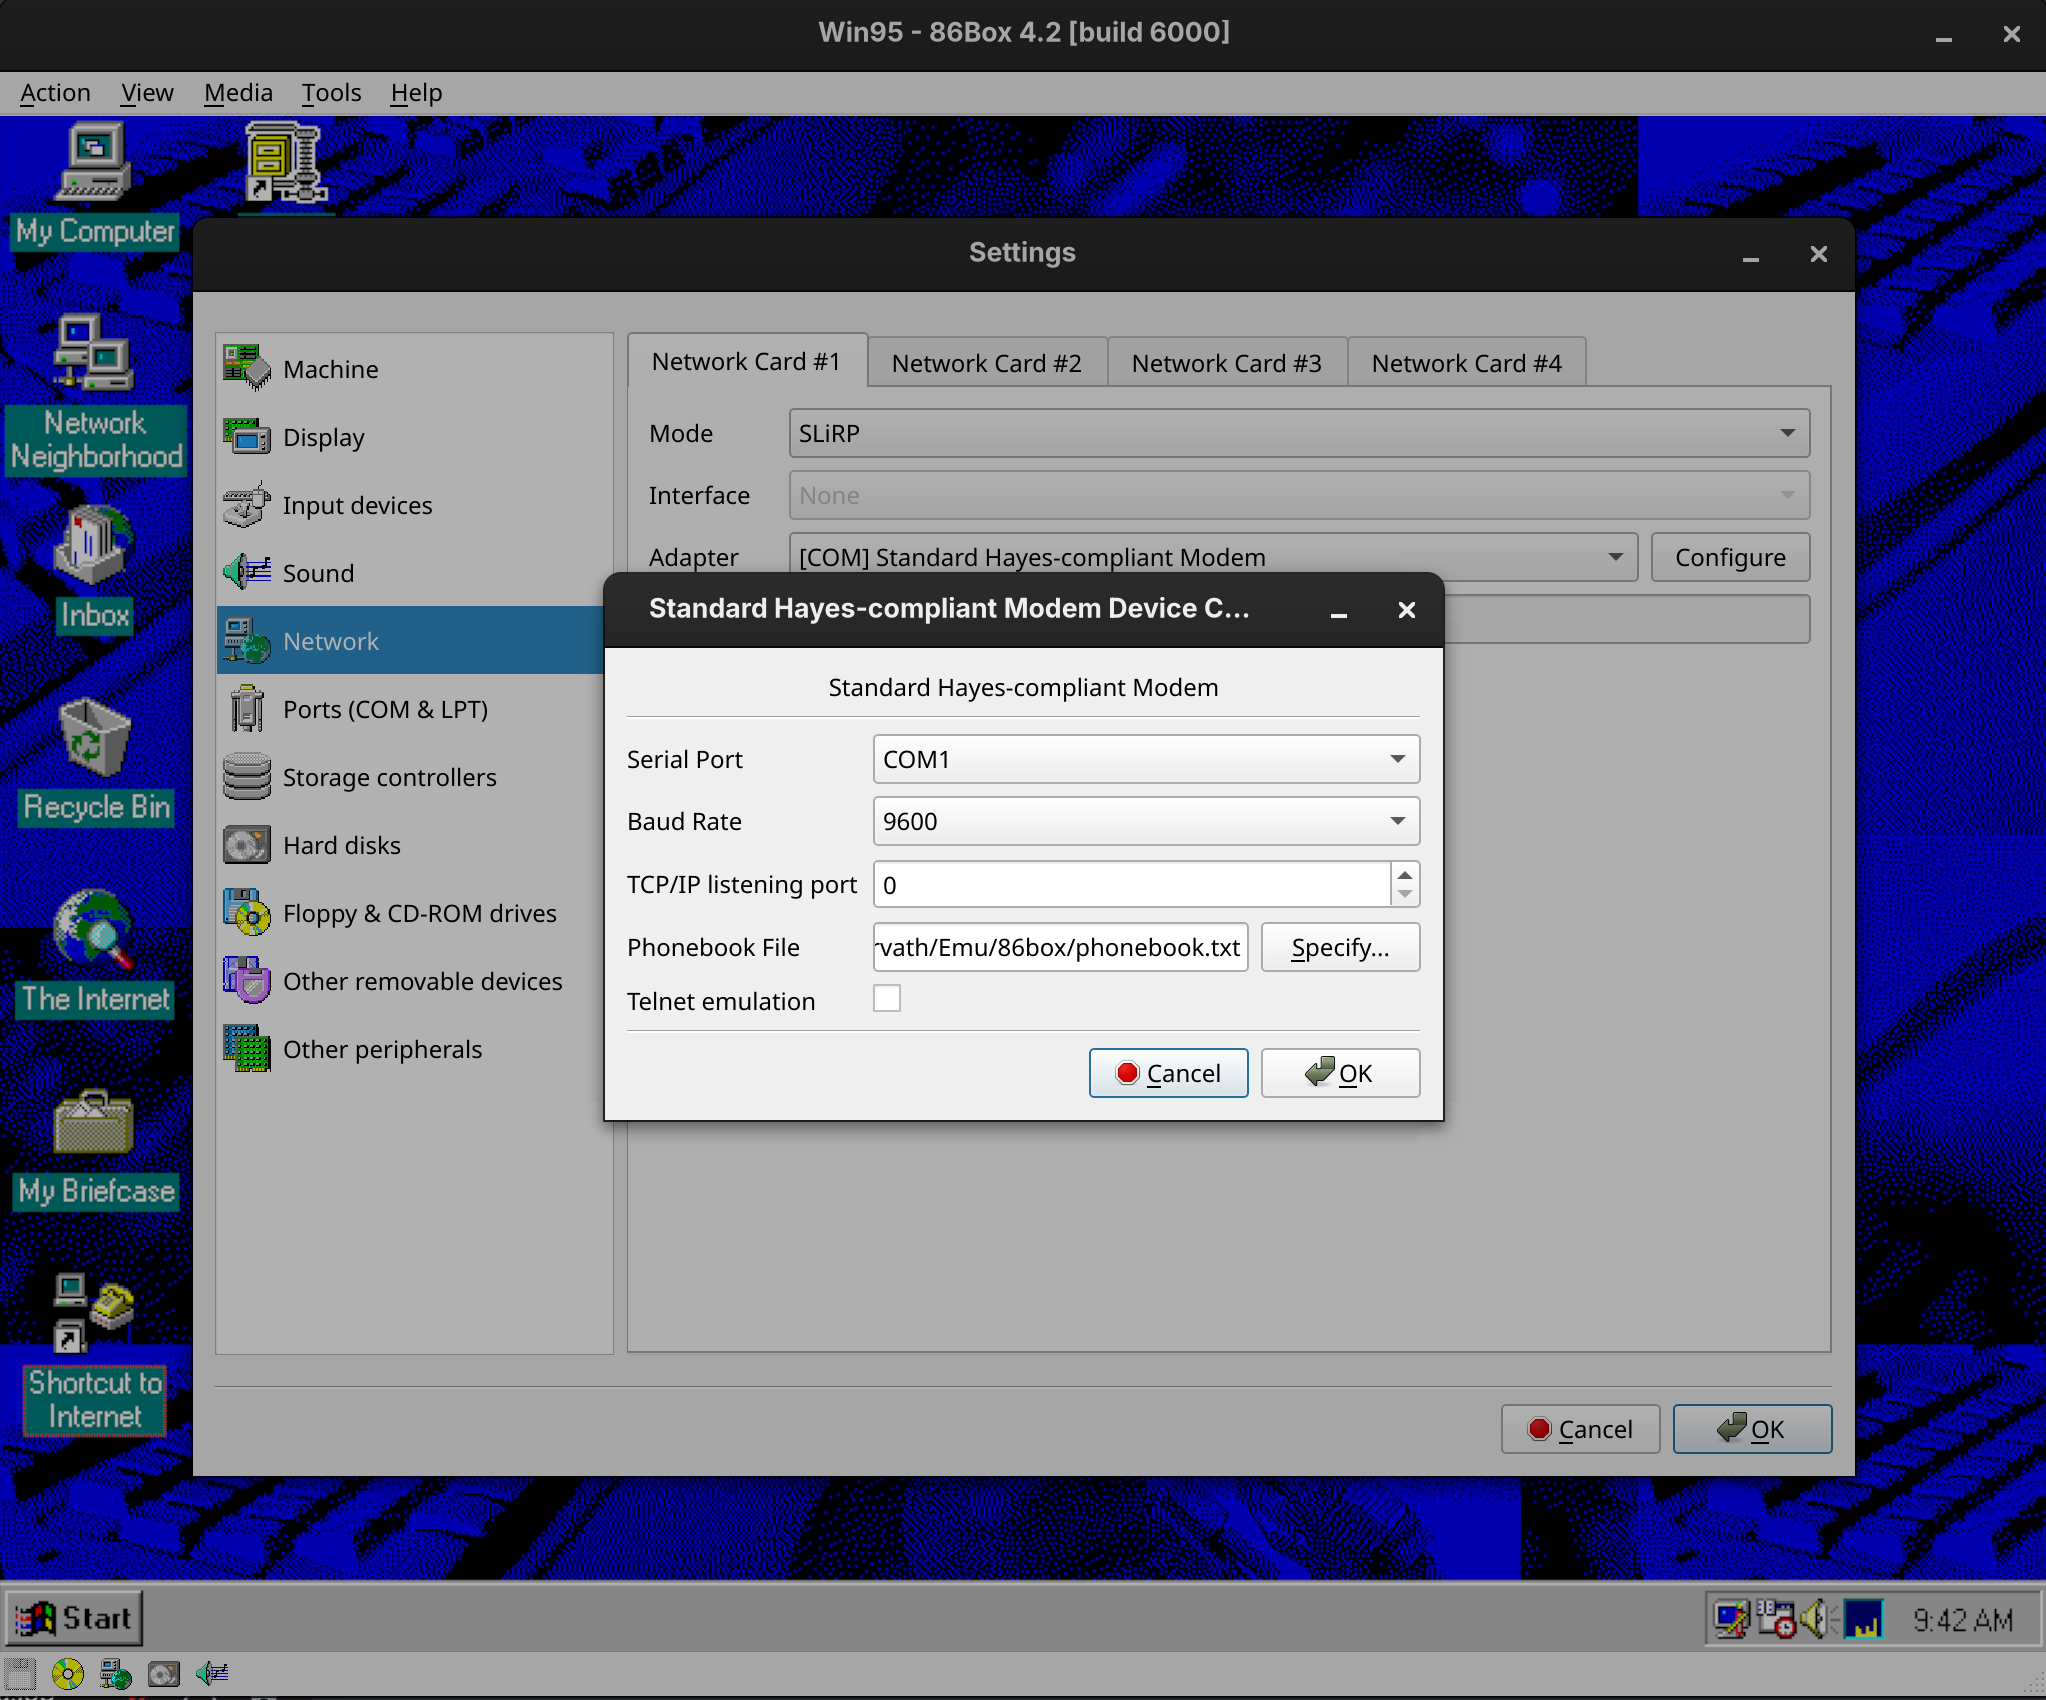 Win95 - 86Box 4.2 [build 6000]
Action View Media Tools Help
My Computer
Network
Neighborhood
Inbox
Recycle Bin
The Internet
My Briefcase
Shortcut to
Internet
Settings
Machine
Display
Input devices
Sound
Network
Ports (COM & LPT)
Storage controllers
Hard disks
Floppy & CD-ROM drives
Other removable devices
Other peripherals
Network Card #1 Network Card #2 Network Card #3 Network Card #4
Mode SLiRP
Interface None
Adapter [COM] Standard Hayes-compliant Modem Configure
Standard Hayes-compliant Modem Device C...
Standard Hayes-compliant Modem
Serial Port COM1
Baud Rate 9600
TCP/IP listening port 0
Phonebook File rvath/Emu/86box/phonebook.txt Specify...
Telnet emulation
Cancel OK
Cancel OK
Start 9:42 AM